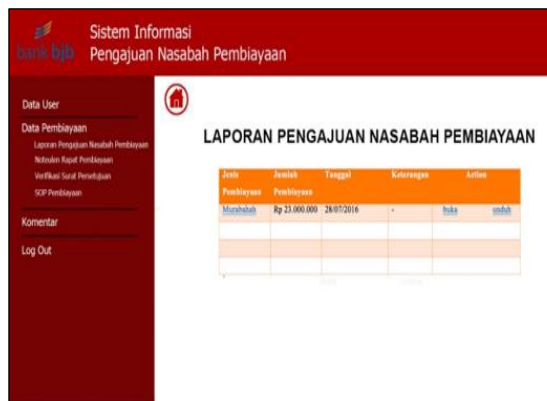 bank bjb
Sistem Informasi
Pengajuan Nasabah Pembiayaan
Data User
Data Pembiayaan
Laporan Pengajuan Nasabah Pembiayaan
Notulen Rapat Pembiayaan
Verifikasi Surat Persetujuan
SOP Pembiayaan
Komentar
Log Out
LAPORAN PENGAJUAN NASABAH PEMBIAYAAN
Jenis Pembiayaan Jumlah Pembiayaan Tanggal Keterangan Action
Murabahah Rp 23.000.000 28/07/2016 - buka unduh